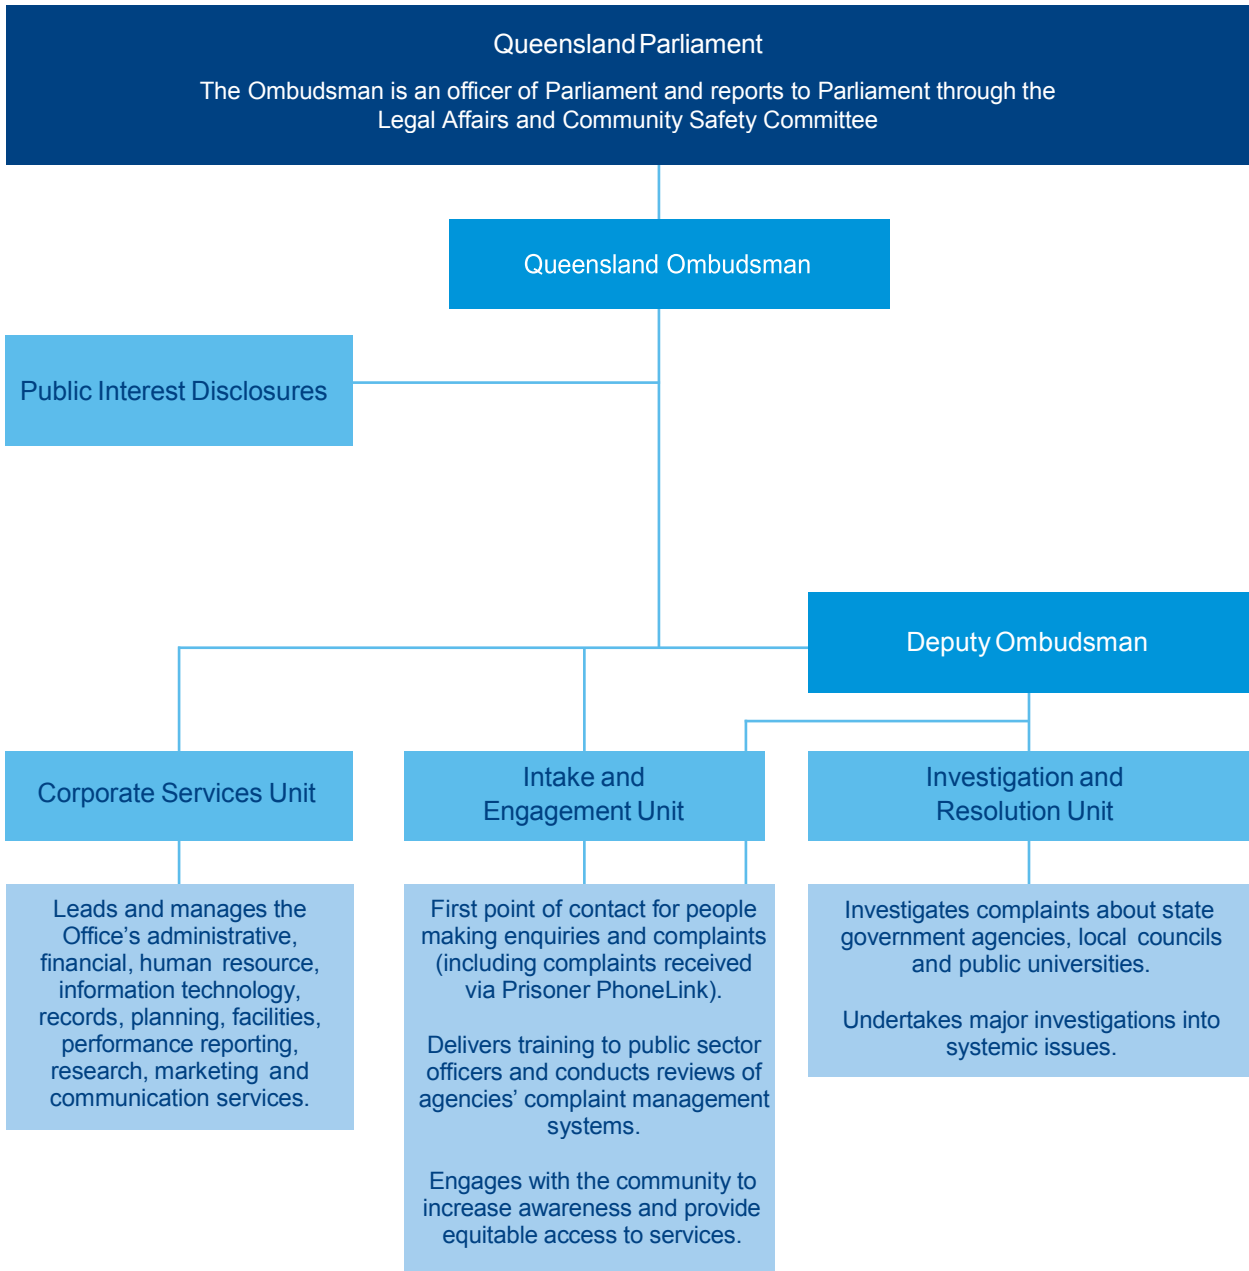 Queensland Parliament
The Ombudsman is an officer of Parliament and reports to Parliament through the
Legal Affairs and Community Safety Committee
Queensland Ombudsman
Public Interest Disclosures
Deputy Ombudsman
Corporate Services Unit
Intake and
Engagement Unit
Investigation and
Resolution Unit
Leads and manages the
Office’s administrative,
financial, human resource,
information technology,
records, planning, facilities,
performance reporting,
research, marketing and
communication services.
First point of contact for people
making enquiries and complaints
(including complaints received
via Prisoner PhoneLink).
Delivers training to public sector
officers and conducts reviews of
agencies’ complaint management
systems.
Engages with the community to
increase awareness and provide
equitable access to services.
Investigates complaints about state
government agencies, local councils
and public universities.
Undertakes major investigations into
systemic issues.